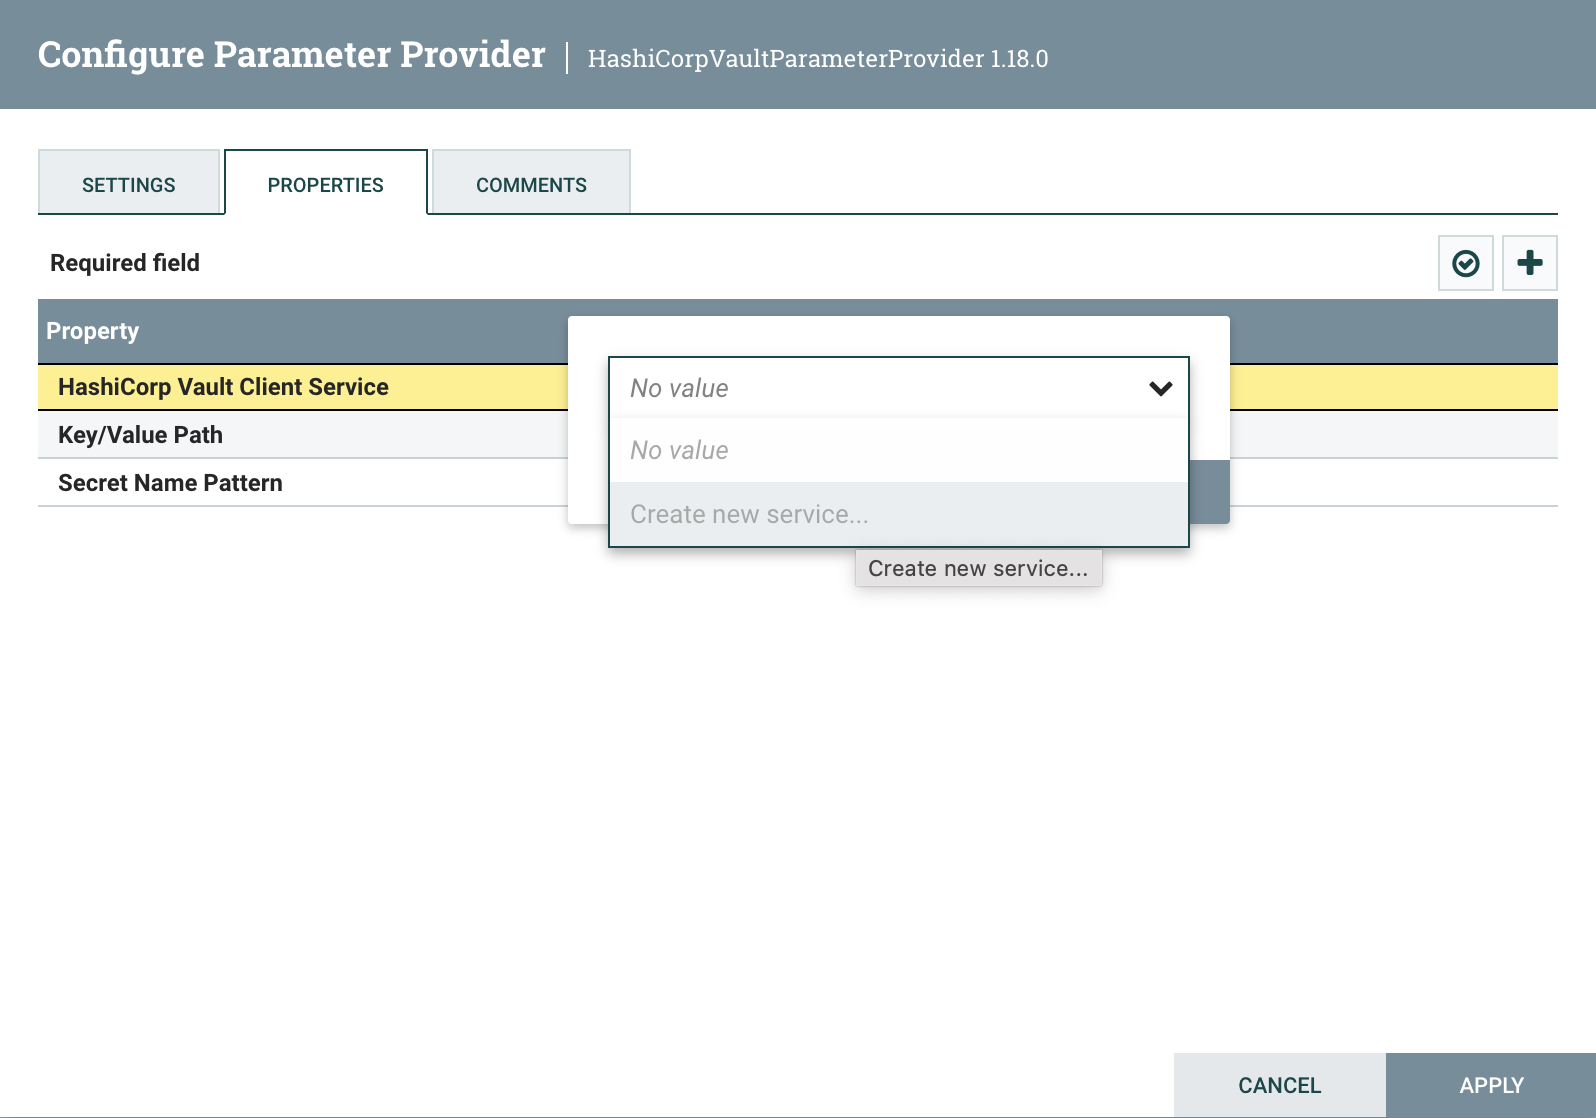 Configure Parameter Provider | HashiCorpVaultParameterProvider 1.18.0
SETTINGS PROPERTIES COMMENTS
Required field
Property
HashiCorp Vault Client Service
No value
Key/Value Path
No value
Secret Name Pattern
Create new service...
Create new service...
CANCEL APPLY